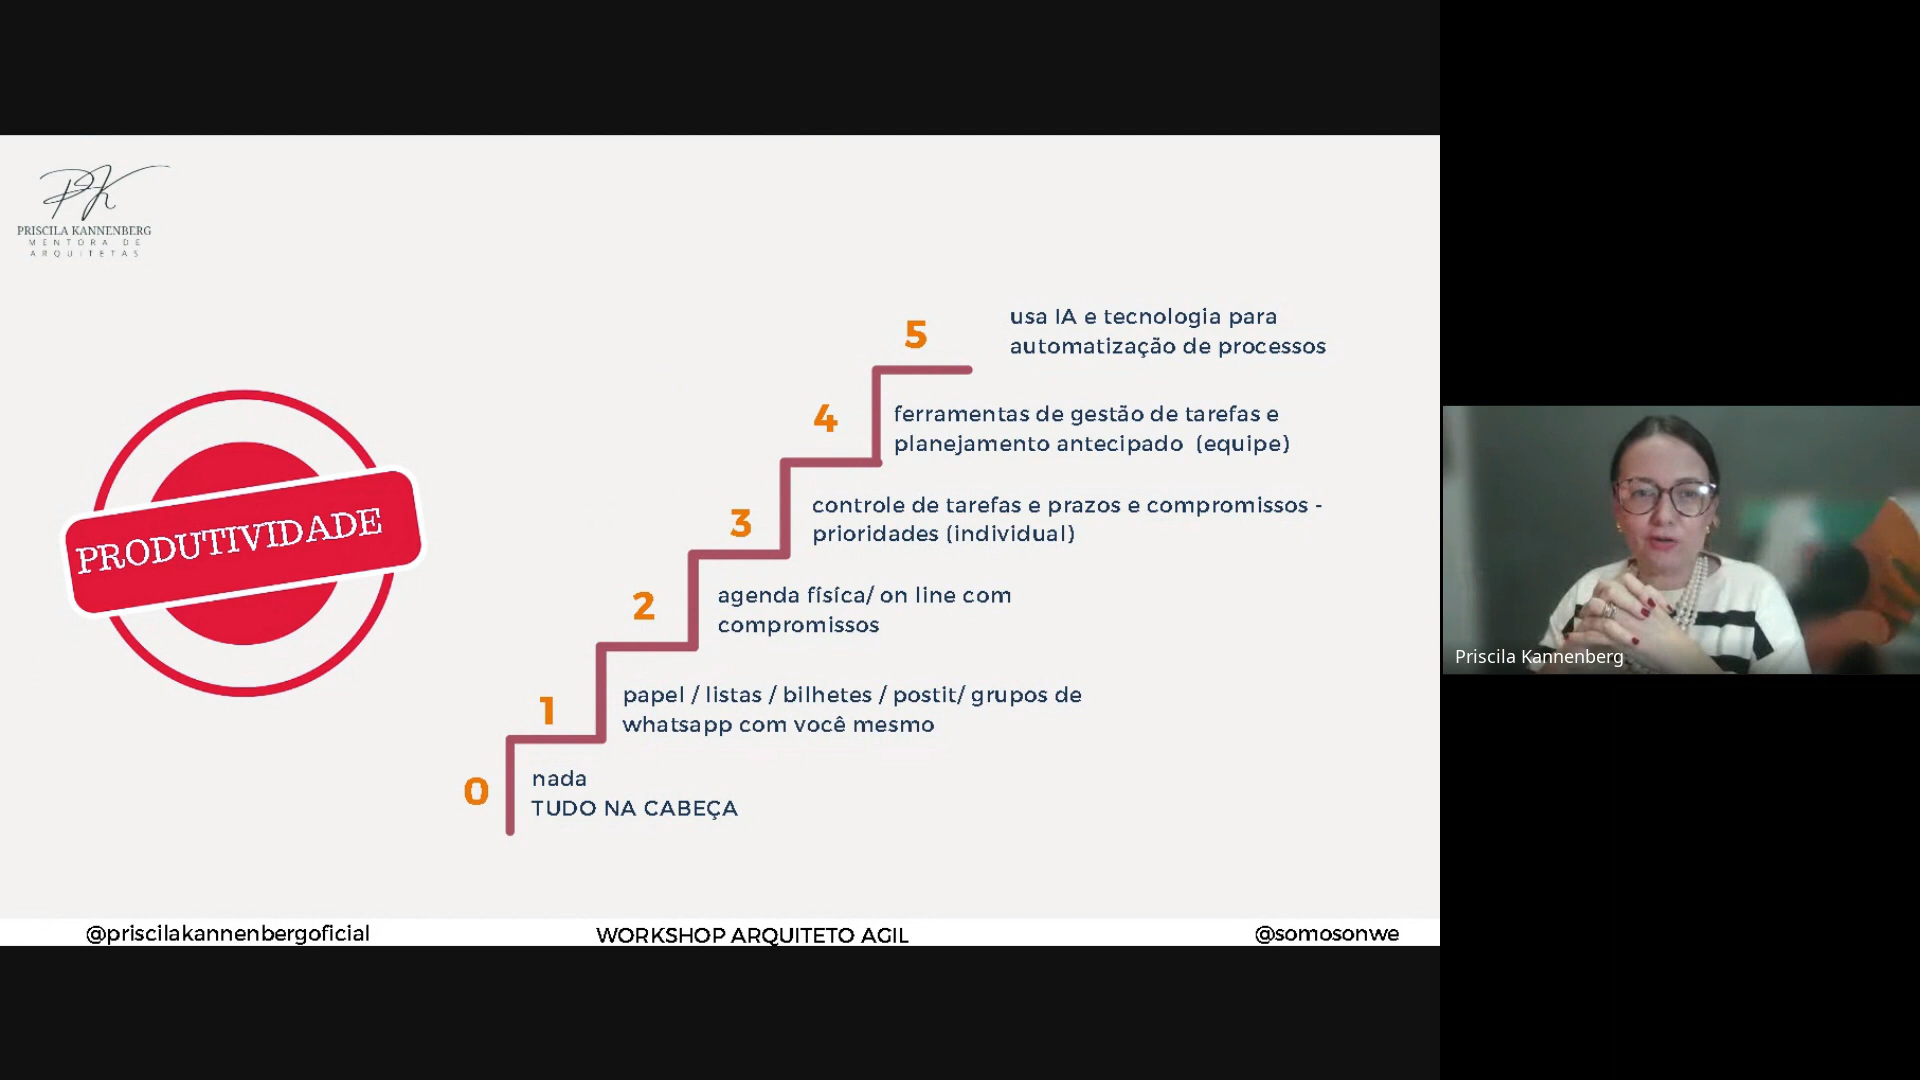 PK
PRISCILA KANNENBERG
MENTORA DE
ARQUITETAS
5
usa IA e tecnologia para
automatização de processos
4
ferramentas de gestão de tarefas e
planejamento antecipado (equipe)
3
controle de tarefas e prazos e compromissos -
prioridades (individual)
PRODUTIVIDADE
2
agenda física/ on line com
compromissos
1
papel / listas / bilhetes / postit/ grupos de
whatsapp com você mesmo
0
nada
TUDO NA CABEÇA
@priscilakannenbergoficial
WORKSHOP ARQUITETO AGIL
@somosonwe
Priscila Kannenberg